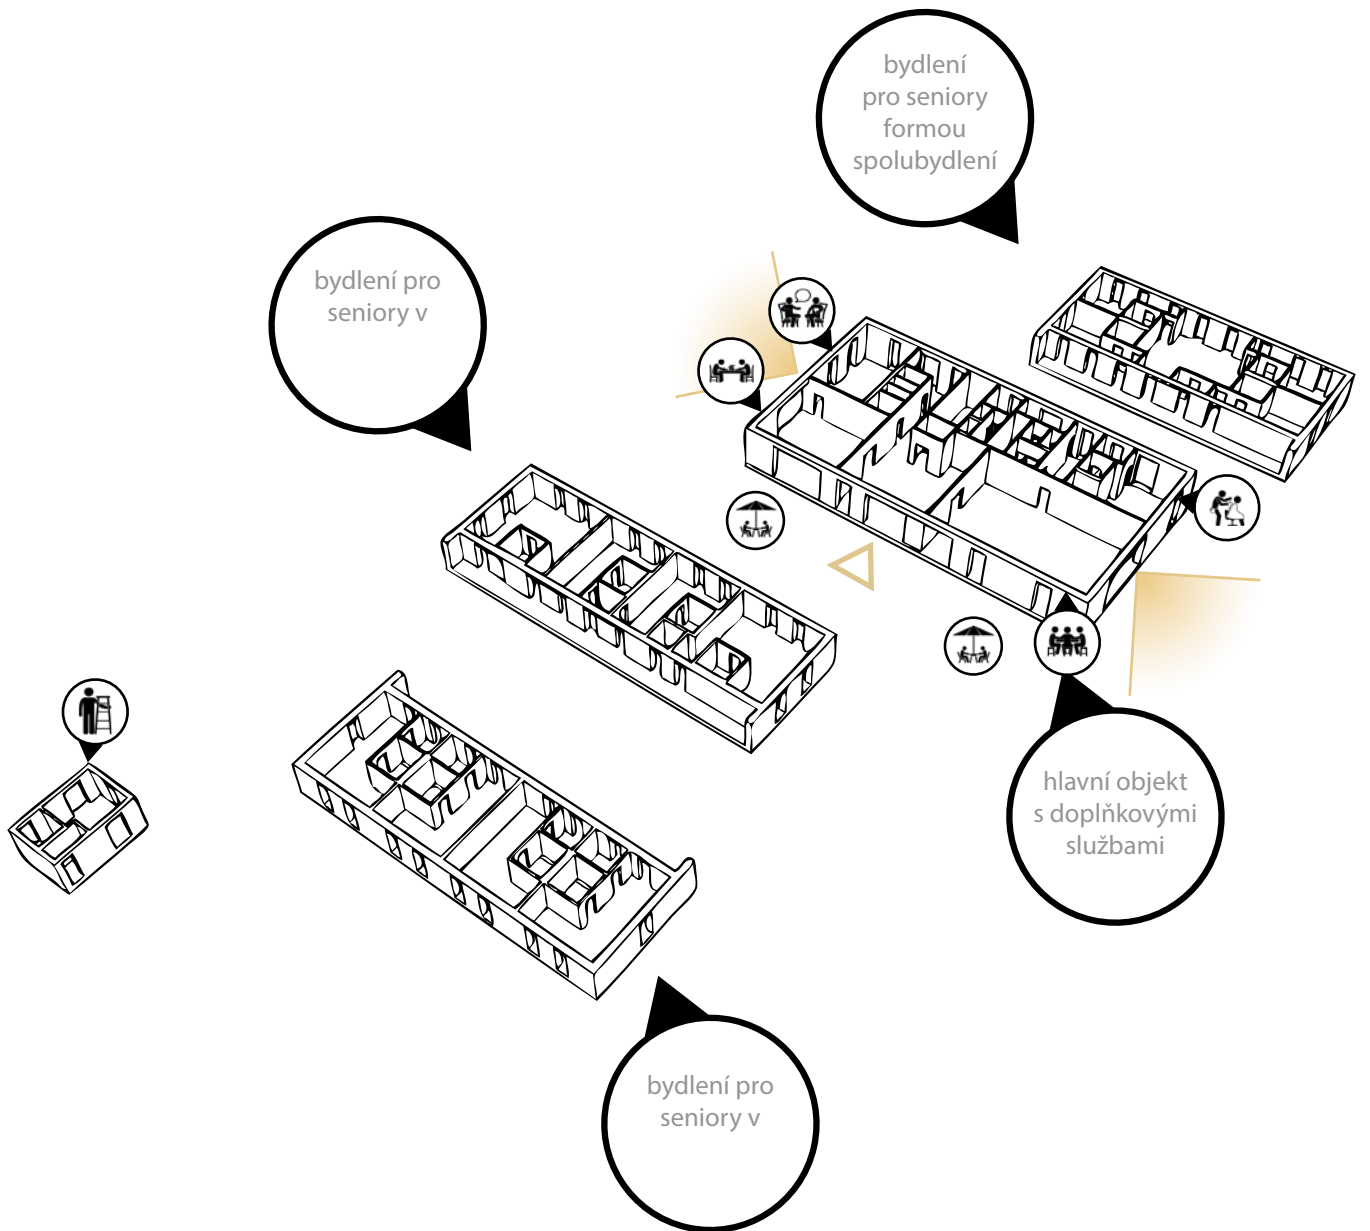 bydlení
pro seniory
formou
spolubydlení
bydlení pro
seniory v
hlavní objekt
s doplňkovými
službami
bydlení pro
seniory v